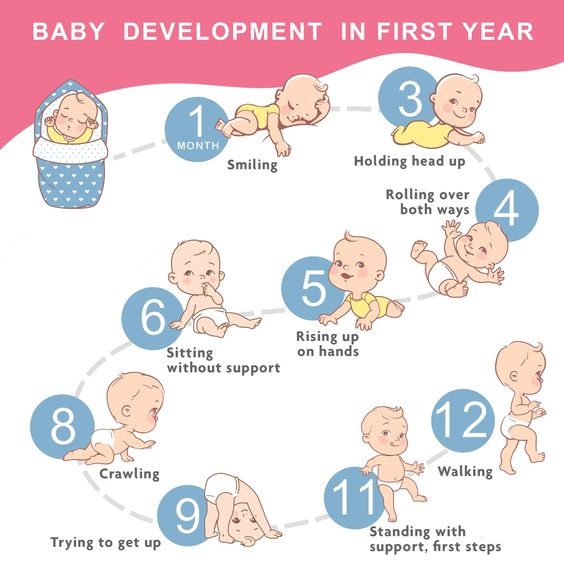 BABY DEVELOPMENT IN FIRST YEAR
1
MONTH
Smiling
3
Holding head up
4
Rolling over
both ways
5
Rising up
on hands
6
Sitting
without support
8
Crawling
9
Trying to get up
11
Standing with
support, first steps
12
Walking